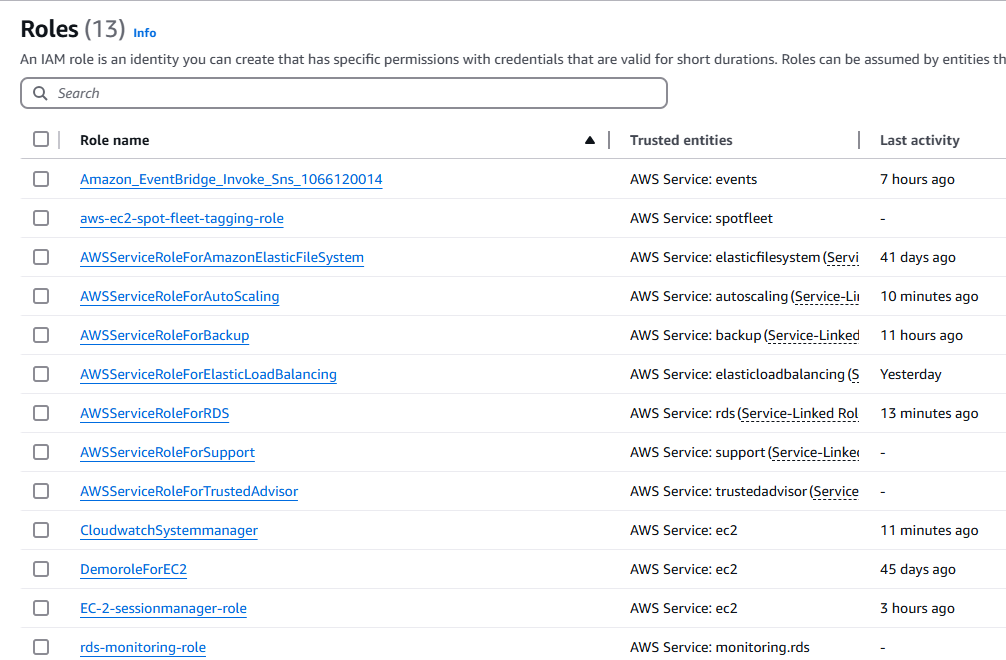 Roles (13) Info
An IAM role is an identity you can create that has specific permissions with credentials that are valid for short durations. Roles can be assumed by entities th
Search
Role name Trusted entities Last activity
Amazon_EventBridge_Invoke_Sns_1066120014 AWS Service: events 7 hours ago
aws-ec2-spot-fleet-tagging-role AWS Service: spotfleet -
AWSServiceRoleForAmazonElasticFileSystem AWS Service: elasticfilesystem (Servi 41 days ago
AWSServiceRoleForAutoScaling AWS Service: autoscaling (Service-Li 10 minutes ago
AWSServiceRoleForBackup AWS Service: backup (Service-Linked 11 hours ago
AWSServiceRoleForElasticLoadBalancing AWS Service: elasticloadbalancing (S Yesterday
AWSServiceRoleForRDS AWS Service: rds (Service-Linked Rol 13 minutes ago
AWSServiceRoleForSupport AWS Service: support (Service-Linked -
AWSServiceRoleForTrustedAdvisor AWS Service: trustedadvisor (Service -
CloudwatchSystemmanager AWS Service: ec2 11 minutes ago
DemoroleForEC2 AWS Service: ec2 45 days ago
EC-2-sessionmanager-role AWS Service: ec2 3 hours ago
rds-monitoring-role AWS Service: monitoring.rds -